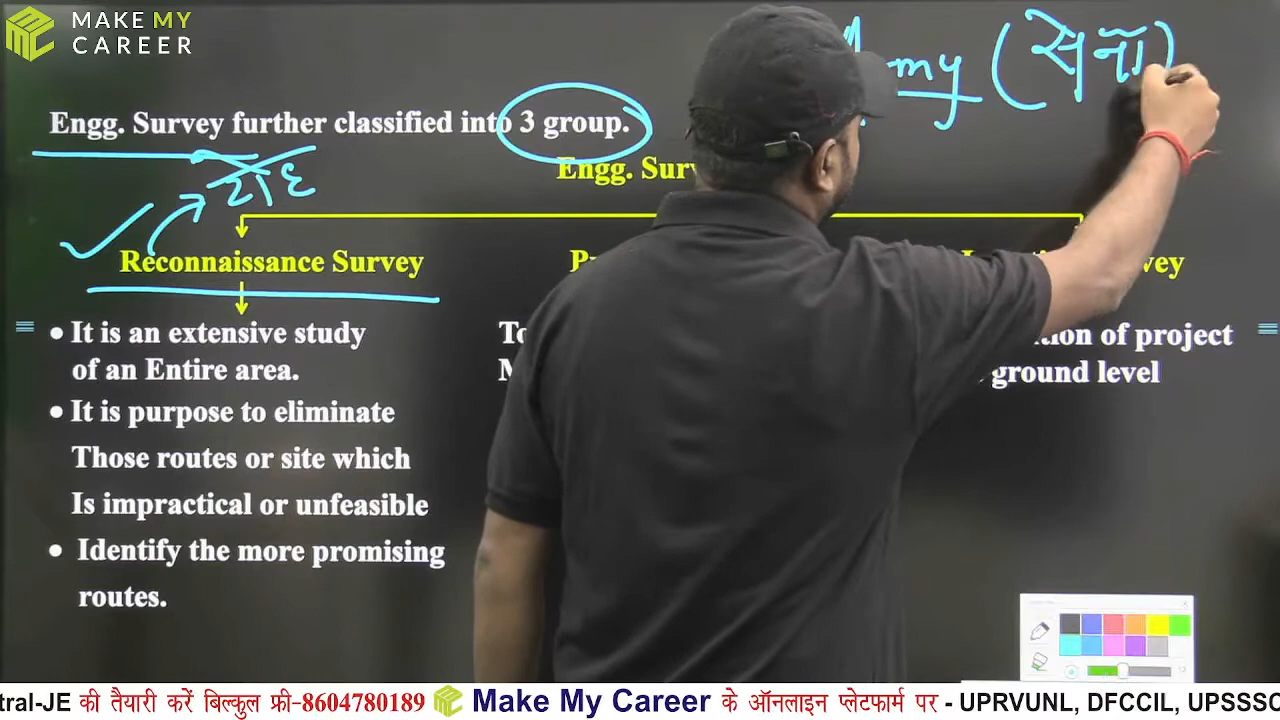 MAKE MY
CAREER
my (सेना)
Engg. Survey further classified into 3 group.
Engg. Surv
Reconnaissance Survey
• It is an extensive study
of an Entire area.
ground level
of project
• It is purpose to eliminate
Those routes or site which
Is impractical or unfeasible
• Identify the more promising
routes.
tral-JE की तैयारी करें बिल्कुल फ्री-8604780189 Make My Career के ऑनलाइन प्लेटफार्म पर - UPRVUNL, DFCCIL, UPSSSC